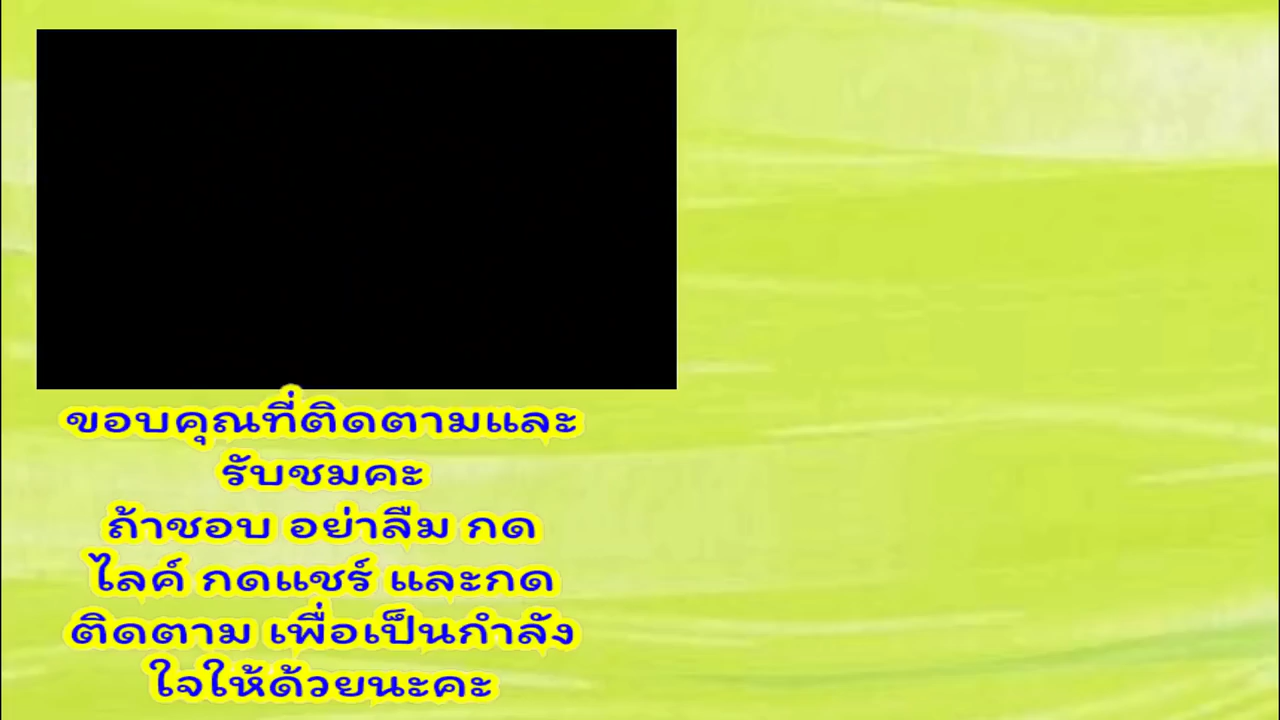 ขอบคุณที่ติดตามและ
รับชมคะ
ถ้าชอบ อย่าลืม กด
ไลค์ กดแชร์ และกด
ติดตาม เพื่อเป็นกำลัง
ใจให้ด้วยนะคะ